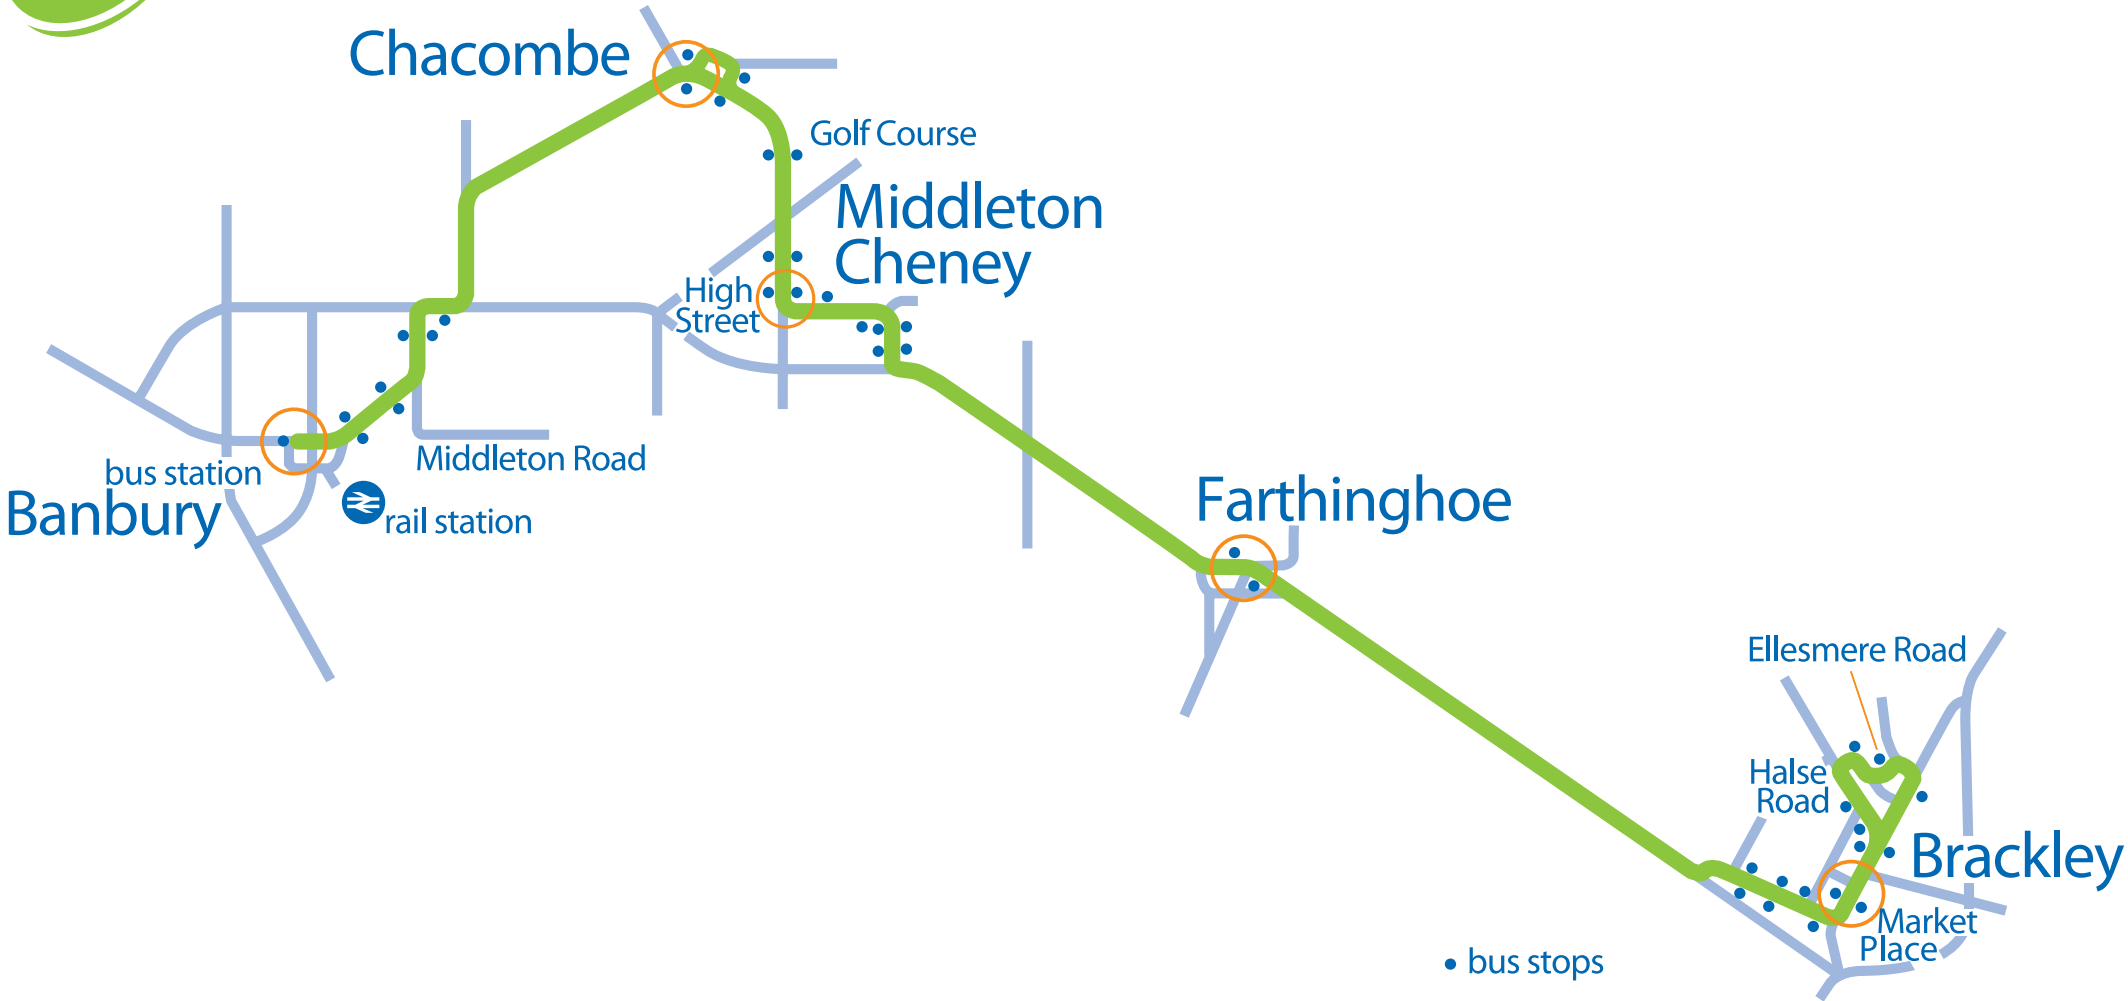 Chacombe
Golf Course
Middleton
Cheney
High
Street
Middleton Road
bus station
Banbury
rail station
Farthinghoe
Ellesmere Road
Halse
Road
Brackley
Market
Place
bus stops